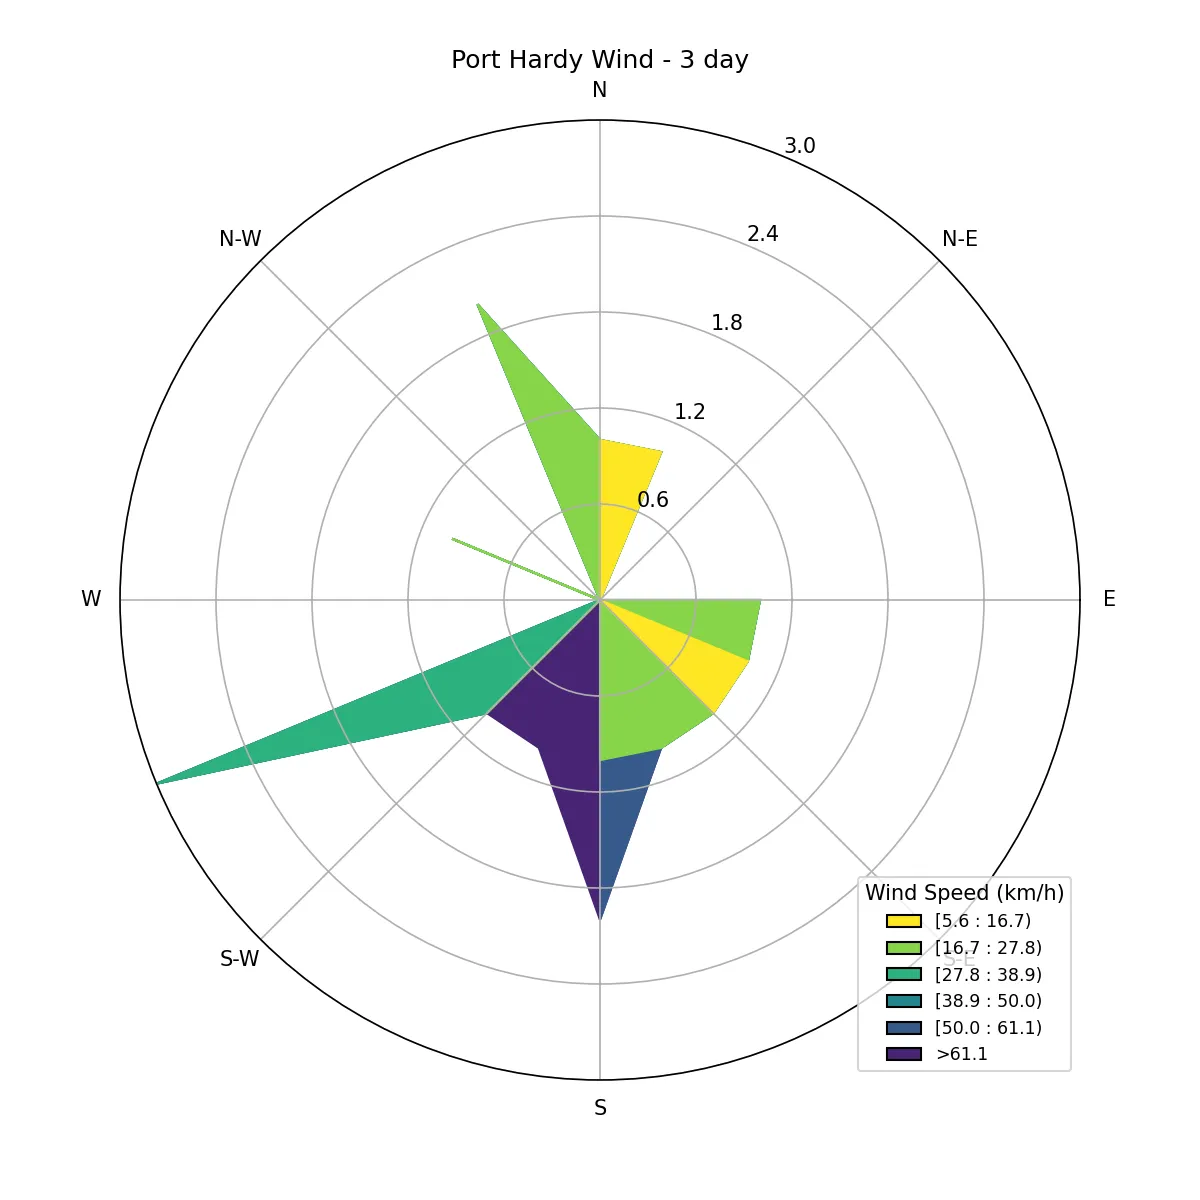 Port Hardy Wind - 3 day
N
3.0
N-W
2.4
N-E
1.8
1.2
0.6
W
E
Wind Speed (km/h)
[5.6 : 16.7)
[16.7 : 27.8)
S-W
S-E
[27.8 : 38.9)
[38.9 : 50.0)
[50.0 : 61.1)
>61.1
S